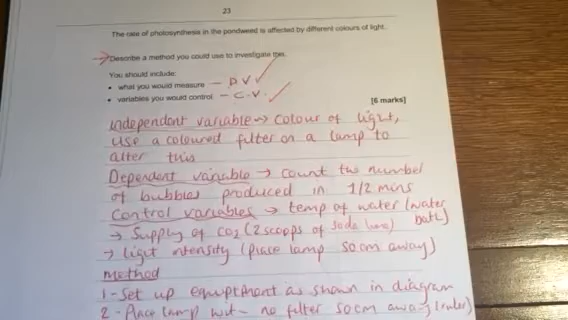 23
The rate of photosynthesis in the pondweed is affected by different colours of light.
→ Describe a method you could use to investigate this.
You should include:
• what you would measure – DV ✓
• variables you would control. – C.V. ✓
[6 marks]
Independent variable → colour of light,
use a coloured filter on a lamp to
alter this
Dependent variable → count the number
of bubbles produced in 1/2 mins
Control variables → temp of water (water bath)
→ Supply of CO2 (2 scoops of soda lime)
→ light intensity (place lamp 50cm away)
Method
1 - Set up equiptment as shown in diagram
2 - Place lamp with no filter 50cm away (ruler)